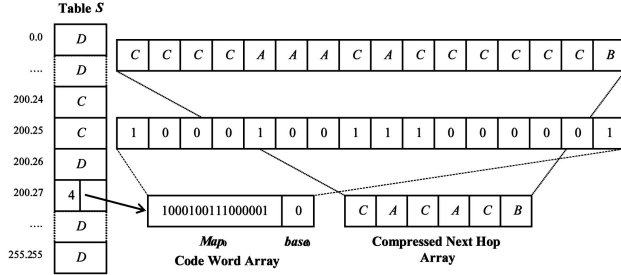 Table S
0.0 D C C C C A A A C A C C C C C C B
.... D
200.24 C
200.25 C 1 0 0 0 1 0 0 1 1 1 0 0 0 0 0 1
200.26 D
200.27 4 1000100111000001 0 C A C A C B
.... D Map0 base0 Compressed Next Hop
Code Word Array Array
255.255 D